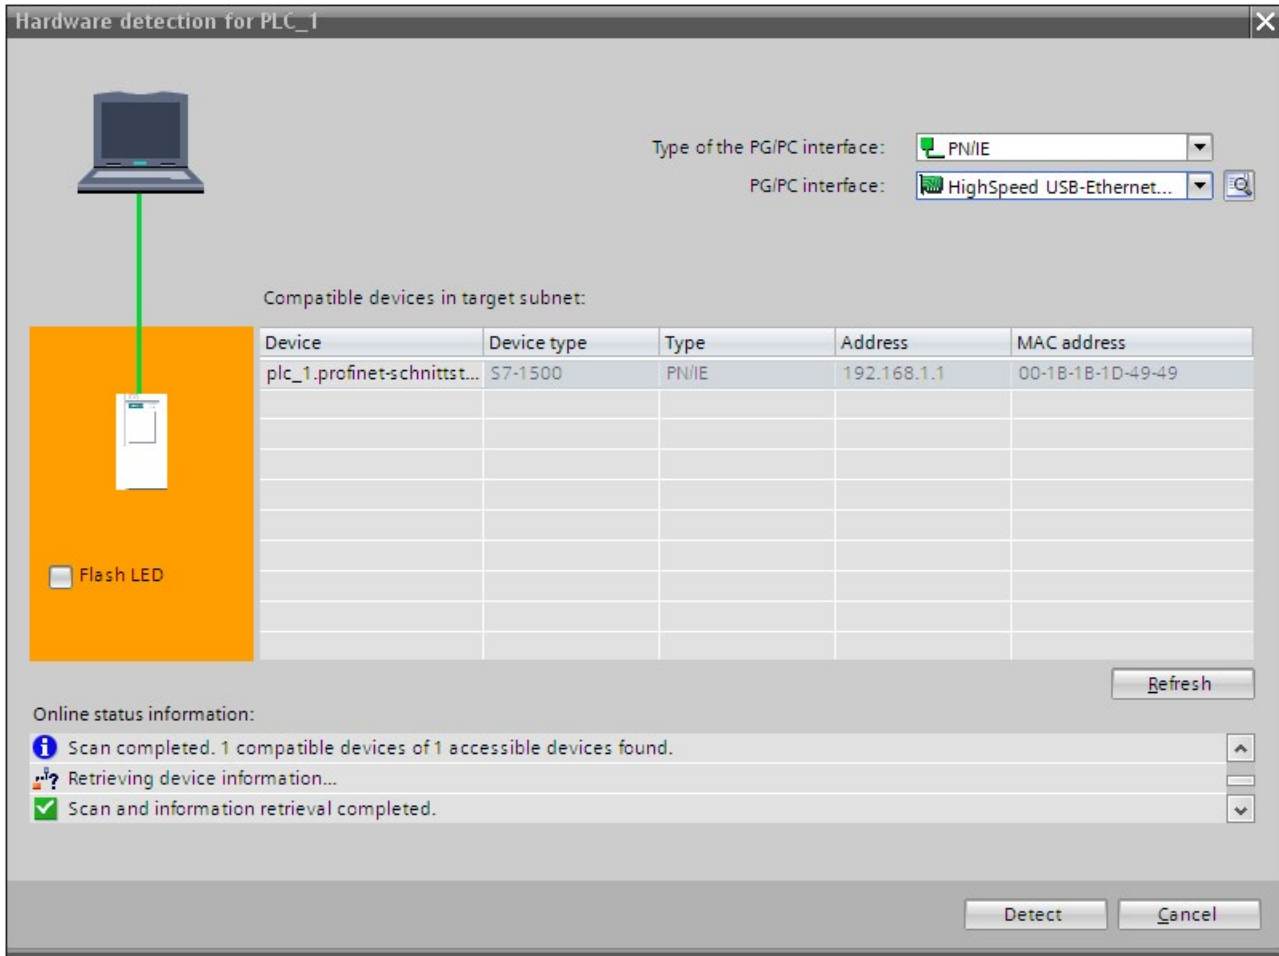 Hardware detection for PLC_1
Type of the PG/PC interface: PN/IE
PG/PC interface: HighSpeed USB-Ethernet...
Compatible devices in target subnet:
Device Device type Type Address MAC address
plc_1.profinet-schnittst... S7-1500 PN/IE 192.168.1.1 00-1B-1B-1D-49-49
Flash LED
Refresh
Online status information:
Scan completed. 1 compatible devices of 1 accessible devices found.
Retrieving device information...
Scan and information retrieval completed.
Detect Cancel